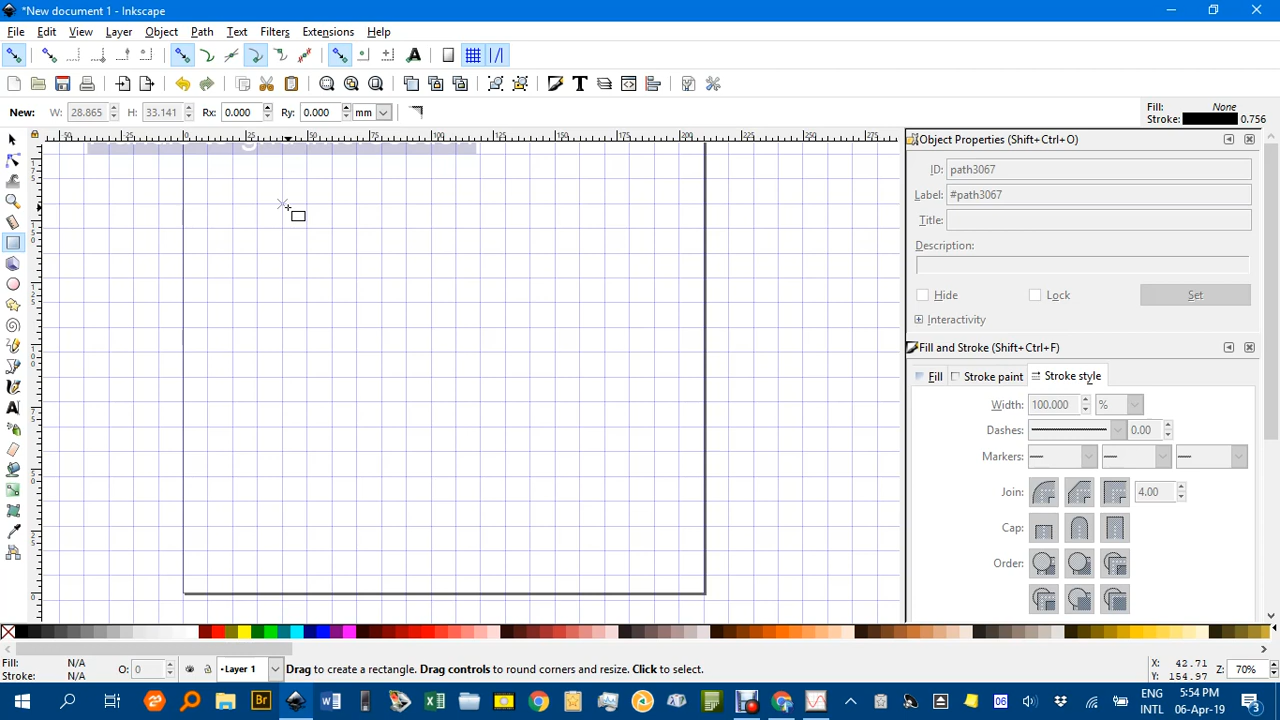 *New document 1 - Inkscape
File Edit View Layer Object Path Text Filters Extensions Help
New: W: 28.865 H: 33.141 Rx: 0.000 Ry: 0.000 mm
Fill: None
Stroke: 0.756
Object Properties (Shift+Ctrl+O)
ID: path3067
Label: #path3067
Title:
Description:
Hide Lock Set
Interactivity
Fill and Stroke (Shift+Ctrl+F)
Fill Stroke paint Stroke style
Width: 100.000 %
Dashes: 0.00
Markers:
Join: 4.00
Cap:
Order:
Fill: N/A
Stroke: N/A
O: 0
Layer 1
Drag to create a rectangle. Drag controls to round corners and resize. Click to select.
X: 42.71
Y: 154.97
Z: 70%
ENG
INTL
5:54 PM
06-Apr-19
06
3